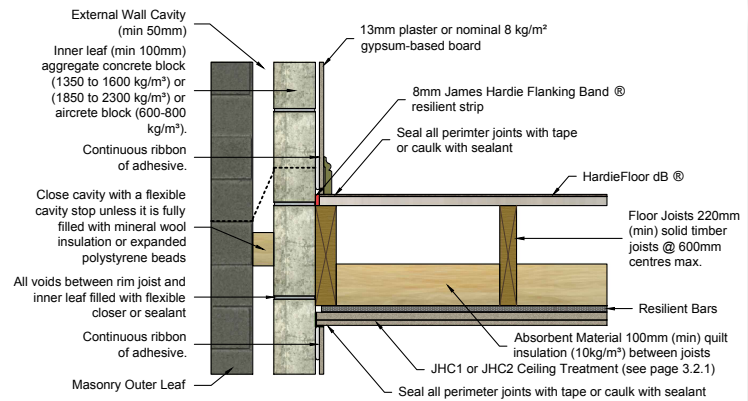 External Wall Cavity
(min 50mm)
Inner leaf (min 100mm)
aggregate concrete block
(1350 to 1600 kg/m³) or
(1850 to 2300 kg/m³) or
aircrete block (600-800
kg/m³).
Continuous ribbon
of adhesive.
Close cavity with a flexible
cavity stop unless it is fully
filled with mineral wool
insulation or expanded
polystyrene beads
All voids between rim joist and
inner leaf filled with flexible
closer or sealant
Continuous ribbon
of adhesive.
Masonry Outer Leaf
13mm plaster or nominal 8 kg/m²
gypsum-based board
8mm James Hardie Flanking Band ®
resilient strip
Seal all perimter joints with tape
or caulk with sealant
HardieFloor dB ®
Floor Joists 220mm
(min) solid timber
joists @ 600mm
centres max.
Resilient Bars
Absorbent Material 100mm (min) quilt
insulation (10kg/m³) between joists
JHC1 or JHC2 Ceiling Treatment (see page 3.2.1)
Seal all perimeter joints with tape or caulk with sealant